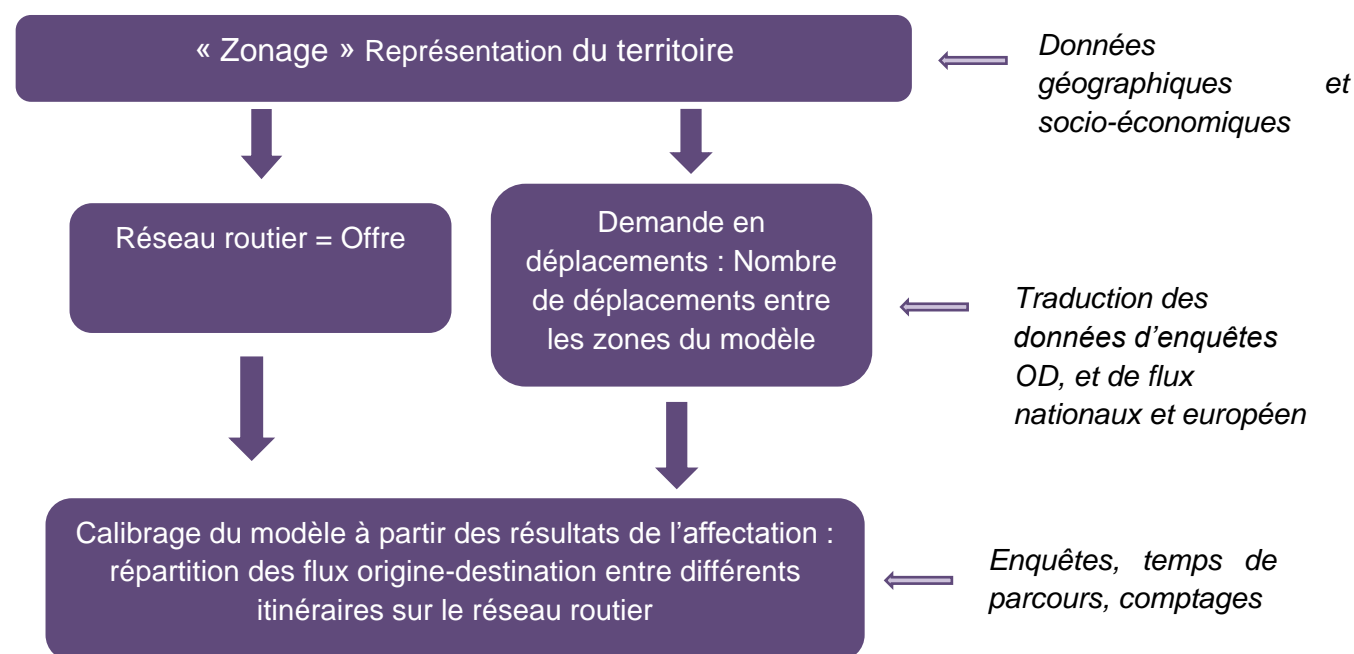 « Zonage » Représentation du territoire
Données
géographiques et
socio-économiques
Réseau routier = Offre
Demande en
déplacements : Nombre
de déplacements entre
les zones du modèle
Traduction des
données d’enquêtes
OD, et de flux
nationaux et européen
Calibrage du modèle à partir des résultats de l’affectation :
répartition des flux origine-destination entre différents
itinéraires sur le réseau routier
Enquêtes, temps de
parcours, comptages